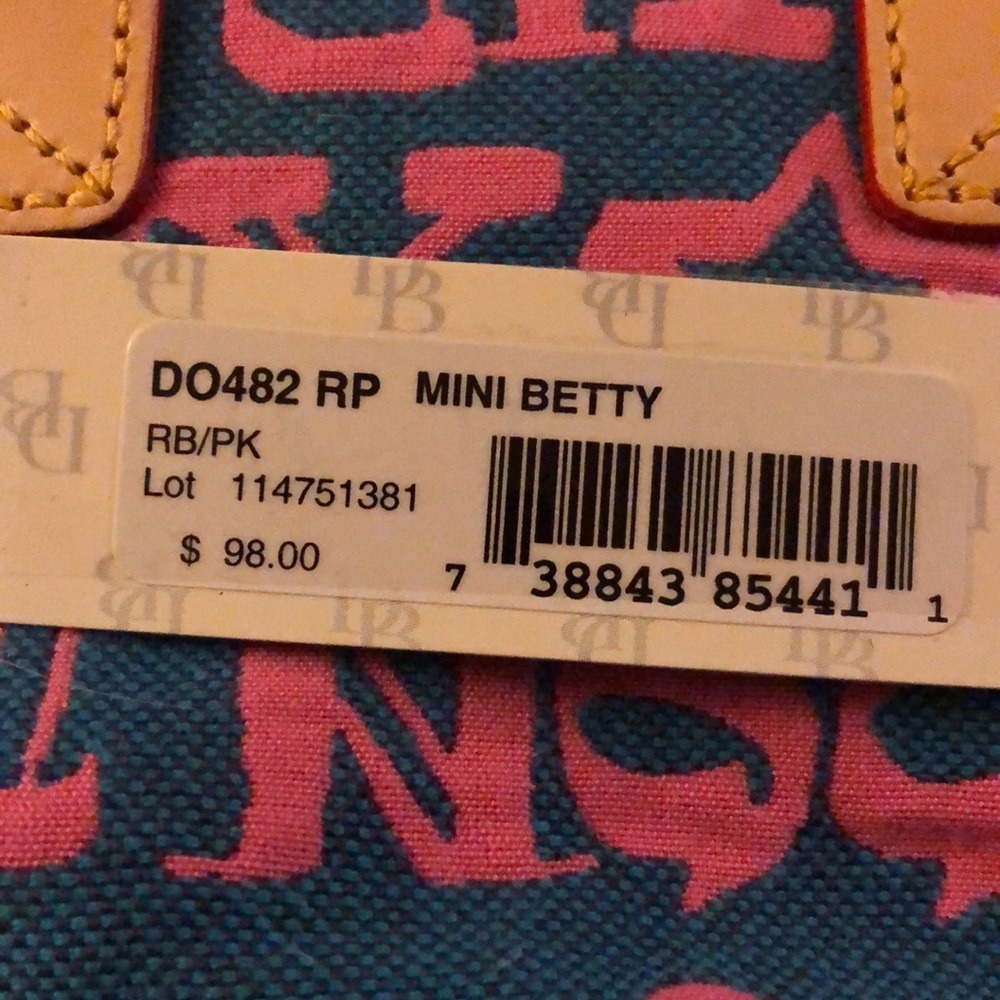 DO482 RP MINI BETTY
RB/PK
Lot 114751381
$ 98.00
7 38843 85441 1